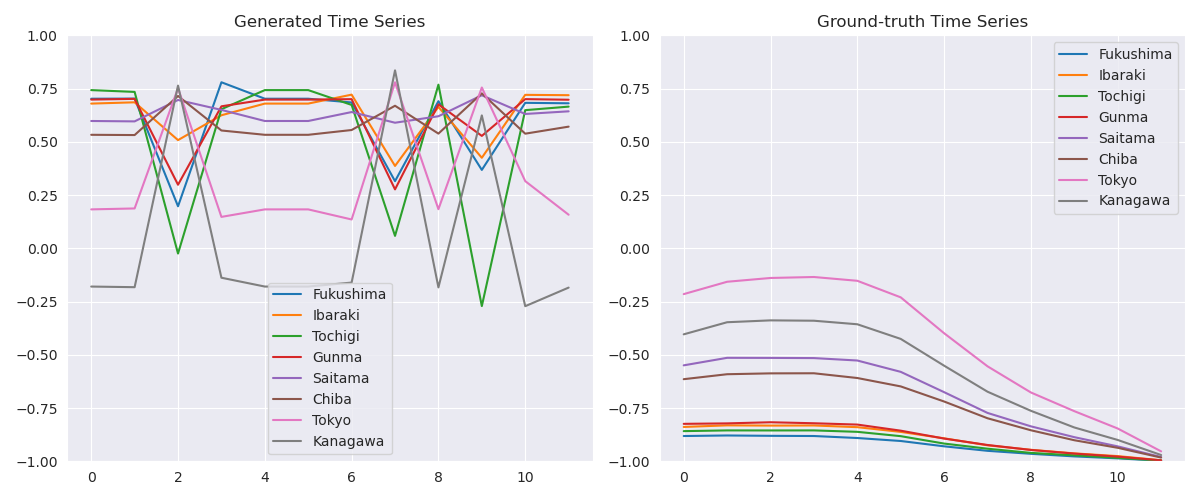 Generated Time Series
1.00
0.75
0.50
0.25
0.00
−0.25
−0.50
−0.75
−1.00
0 2 4 6 8 10
Fukushima
Ibaraki
Tochigi
Gunma
Saitama
Chiba
Tokyo
Kanagawa
Ground-truth Time Series
1.00
0.75
0.50
0.25
0.00
−0.25
−0.50
−0.75
−1.00
0 2 4 6 8 10
Fukushima
Ibaraki
Tochigi
Gunma
Saitama
Chiba
Tokyo
Kanagawa